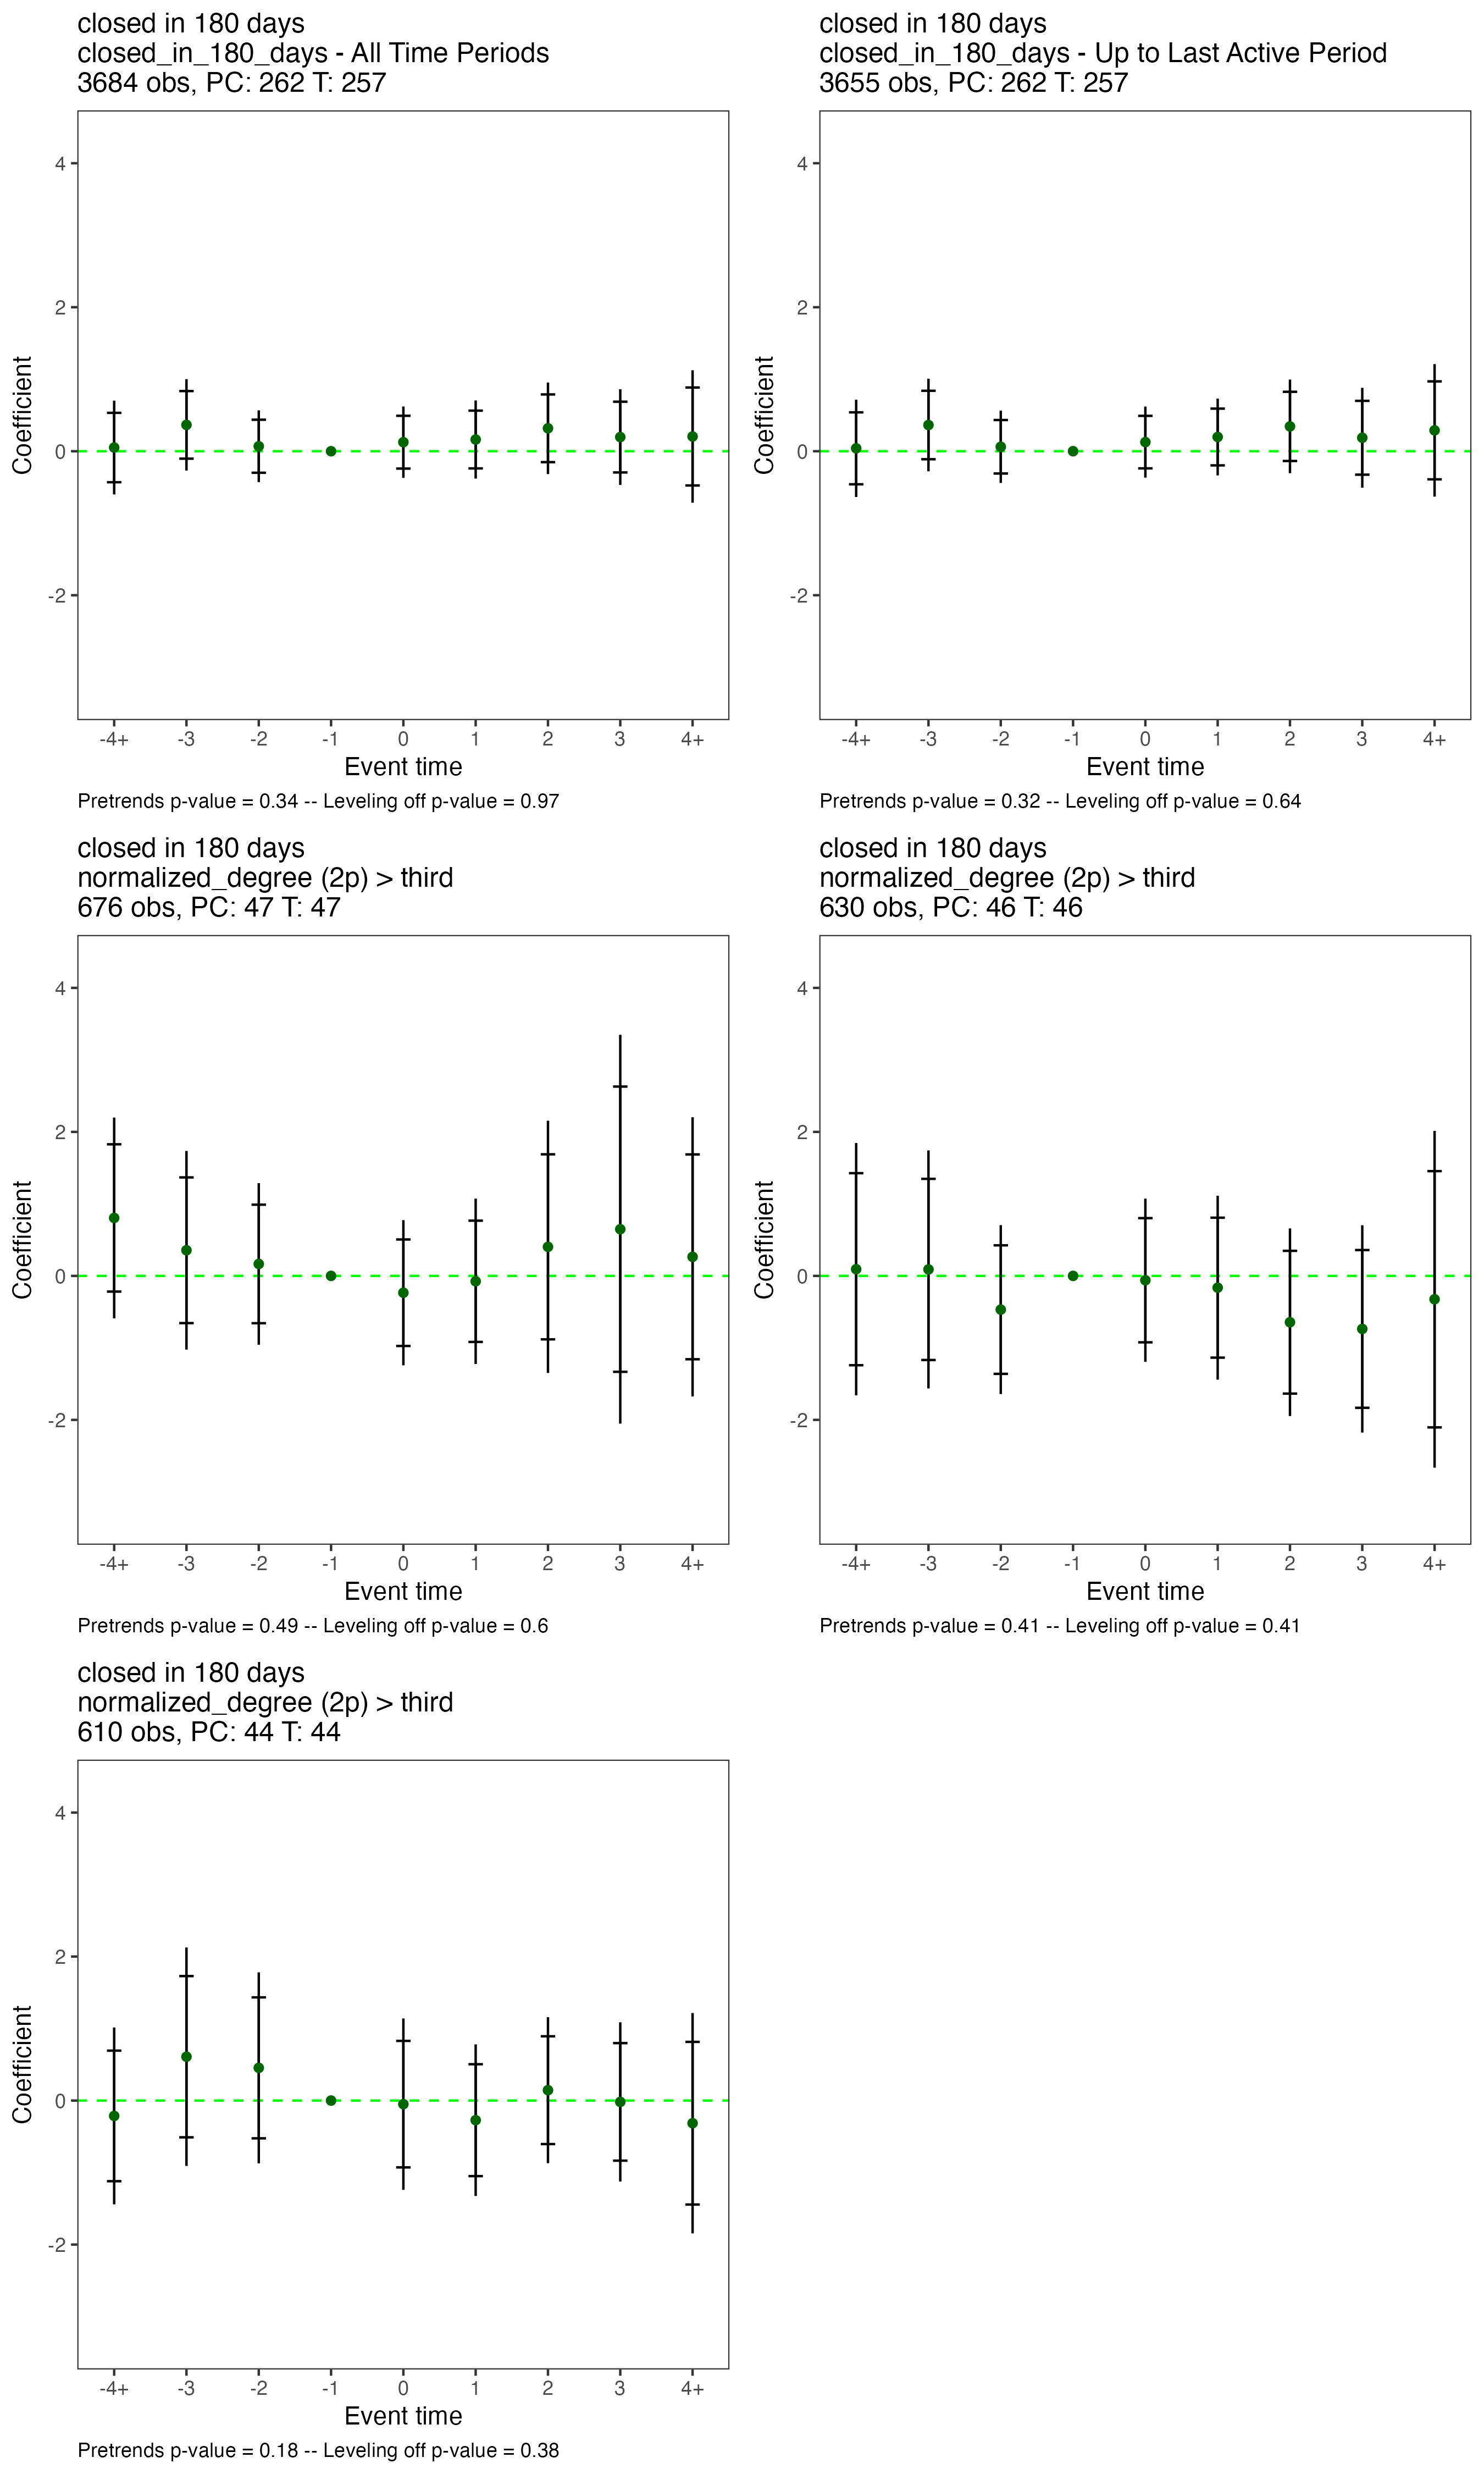 closed in 180 days
closed_in_180_days - All Time Periods
3684 obs, PC: 262 T: 257
4
2
0
-2
Coefficient
-4+ -3 -2 -1 0 1 2 3 4+
Event time
Pretrends p-value = 0.34 -- Leveling off p-value = 0.97
closed in 180 days
closed_in_180_days - Up to Last Active Period
3655 obs, PC: 262 T: 257
4
2
0
-2
Coefficient
-4+ -3 -2 -1 0 1 2 3 4+
Event time
Pretrends p-value = 0.32 -- Leveling off p-value = 0.64
closed in 180 days
normalized_degree (2p) > third
676 obs, PC: 47 T: 47
4
2
0
-2
Coefficient
-4+ -3 -2 -1 0 1 2 3 4+
Event time
Pretrends p-value = 0.49 -- Leveling off p-value = 0.6
closed in 180 days
normalized_degree (2p) > third
630 obs, PC: 46 T: 46
4
2
0
-2
Coefficient
-4+ -3 -2 -1 0 1 2 3 4+
Event time
Pretrends p-value = 0.41 -- Leveling off p-value = 0.41
closed in 180 days
normalized_degree (2p) > third
610 obs, PC: 44 T: 44
4
2
0
-2
Coefficient
-4+ -3 -2 -1 0 1 2 3 4+
Event time
Pretrends p-value = 0.18 -- Leveling off p-value = 0.38